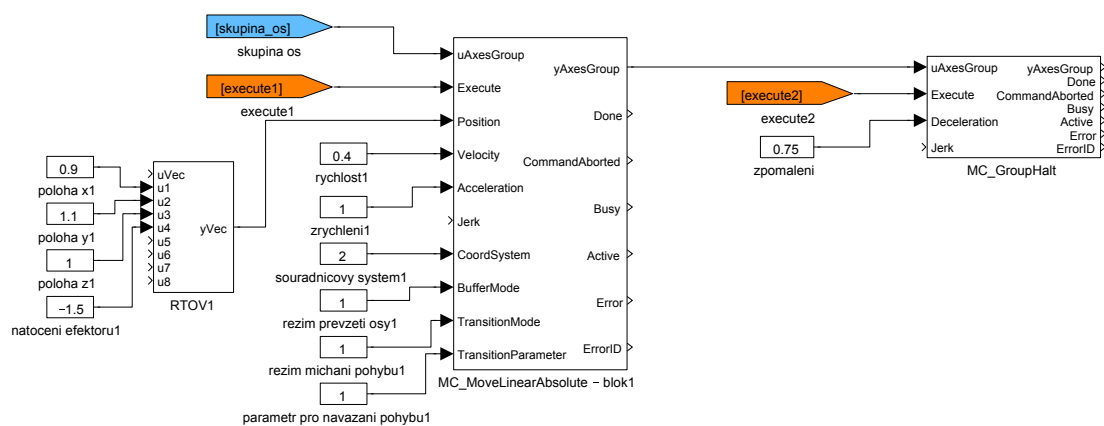 [skupina_os]
skupina os
[execute1]
execute1
0.9
poloha x1
1.1
poloha y1
1
poloha z1
−1.5
natoceni efektoru1
uVec
u1
u2
u3
u4
u5
u6
u7
u8
yVec
RTOV1
0.4
rychlost1
1
zrychleni1
2
souradnicovy system1
1
rezim prevzeti osy1
1
rezim michani pohybu1
1
parametr pro navazani pohybu1
uAxesGroup
Execute
Position
Velocity
Acceleration
Jerk
CoordSystem
BufferMode
TransitionMode
TransitionParameter
yAxesGroup
Done
CommandAborted
Busy
Active
Error
ErrorID
MC_MoveLinearAbsolute − blok1
[execute2]
execute2
0.75
zpomaleni
uAxesGroup
Execute
Deceleration
Jerk
yAxesGroup
Done
CommandAborted
Busy
Active
Error
ErrorID
MC_GroupHalt